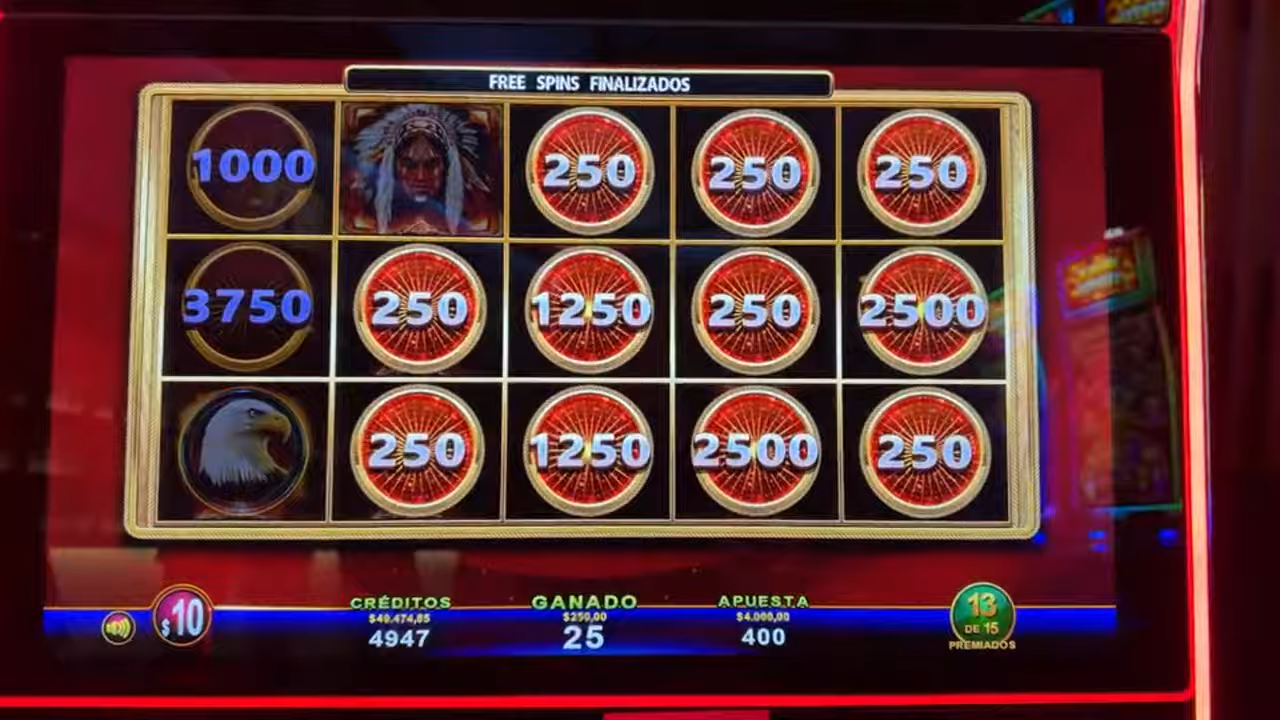 FREE SPINS FINALIZADOS
1000 250 250 250
3750 250 1250 250 2500
250 1250 2500 250
$10
CRÉDITOS GANADO APUESTA
$49.474,65 $250,00 $4.000,00
4947 25 400
13
DE 15
PREMIADOS